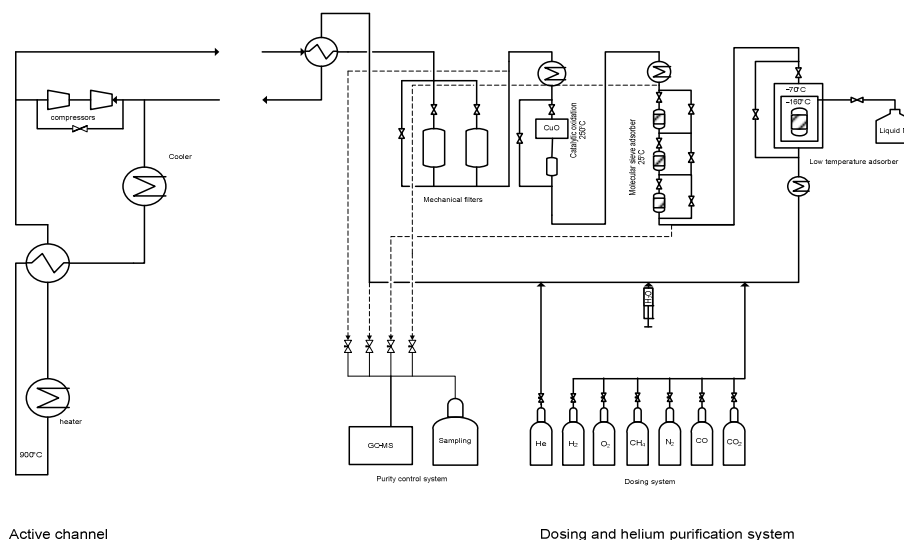 compressors
Cooler
heater
900°C
Active channel
Mechanical filters
CuO
Catalytic oxidation
250°C
Molecular sieve adsorber
25°C
-70°C
-160°C
Liquid N
Low temperature adsorber
H₂O
GC-MS
Sampling
Purity control system
He
H₂
O₂
CH₄
N₂
CO
CO₂
Dosing system
Dosing and helium purification system